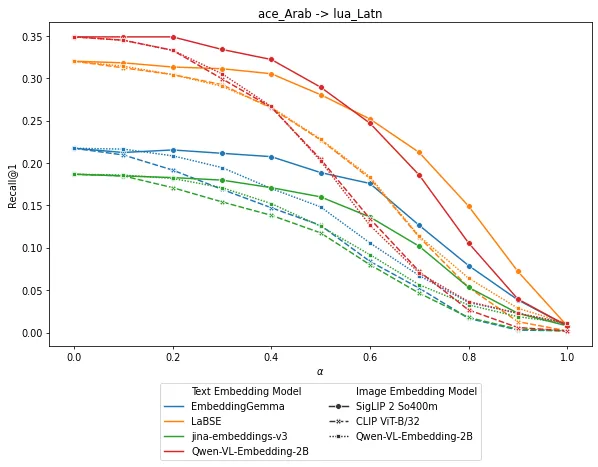 ace_Arab -> lua_Latn
0.35
0.30
0.25
0.20
0.15
0.10
0.05
0.00
Recall@1
0.0 0.2 0.4 0.6 0.8 1.0
α
Text Embedding Model Image Embedding Model
EmbeddingGemma SigLIP 2 So400m
LaBSE CLIP ViT-B/32
jina-embeddings-v3 Qwen-VL-Embedding-2B
Qwen-VL-Embedding-2B